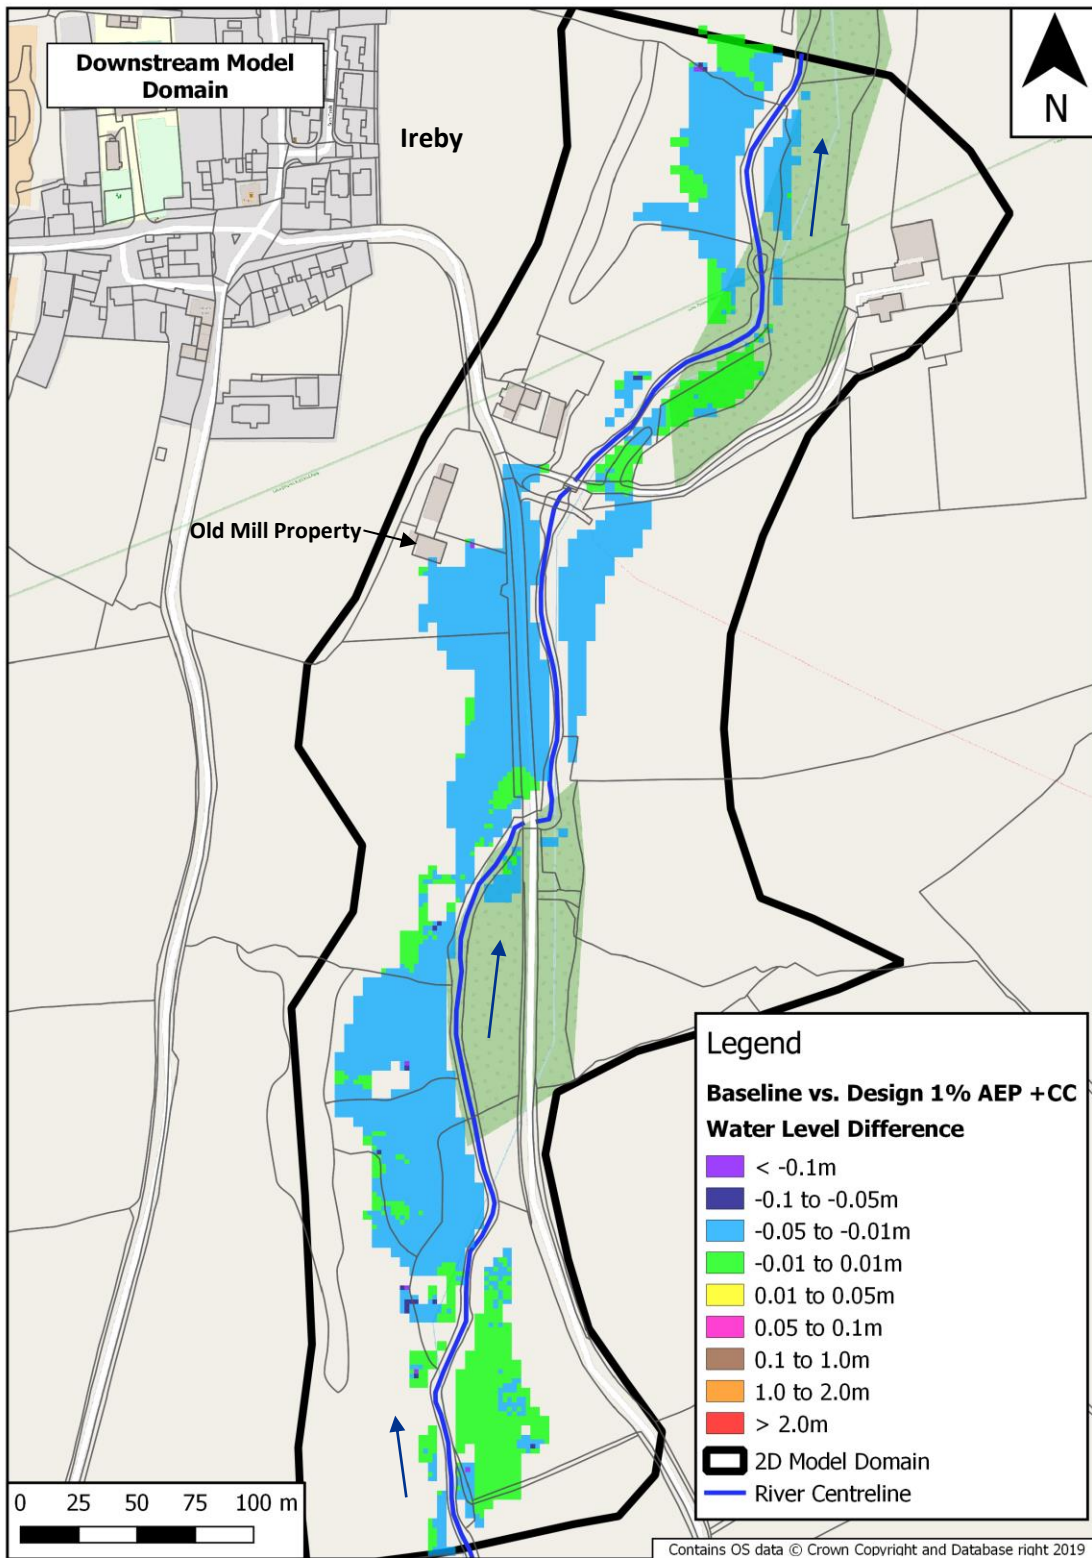 Downstream Model
Domain
N
Ireby
Old Mill Property
Legend
Baseline vs. Design 1% AEP +CC
Water Level Difference
< -0.1m
-0.1 to -0.05m
-0.05 to -0.01m
-0.01 to 0.01m
0.01 to 0.05m
0.05 to 0.1m
0.1 to 1.0m
1.0 to 2.0m
> 2.0m
2D Model Domain
River Centreline
0 25 50 75 100 m
Contains OS data © Crown Copyright and Database right 2019